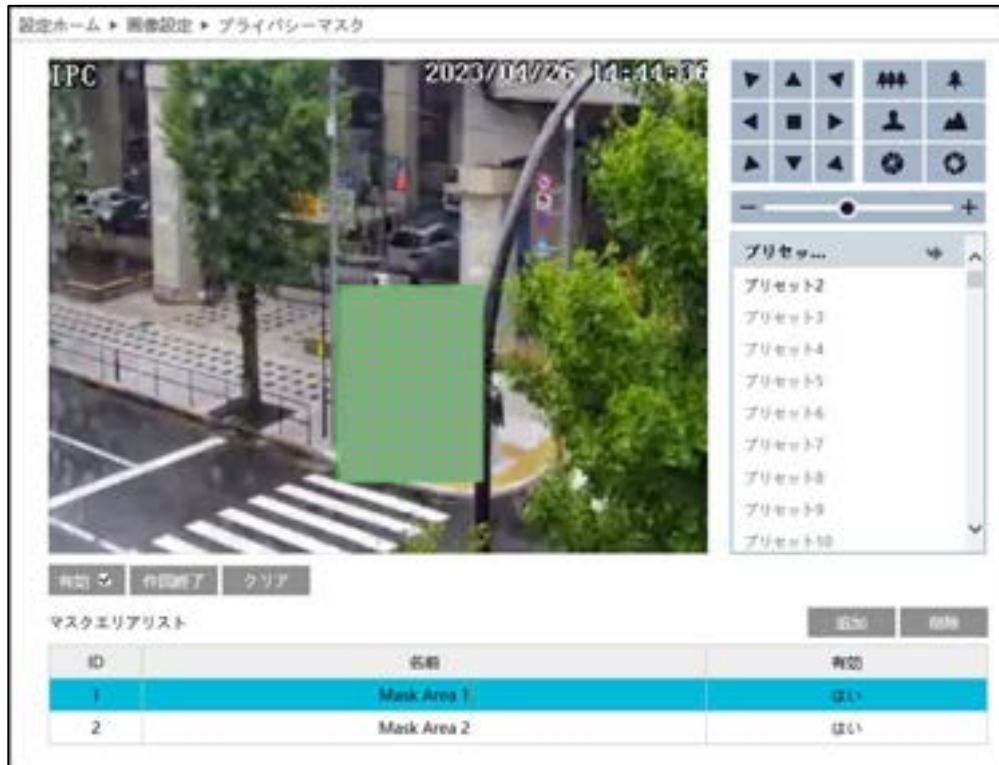 設定ホーム ▸ 画像設定 ▸ プライバシーマスク
IPC
2023/04/26
プリセッ...
プリセット2
プリセット3
プリセット4
プリセット5
プリセット6
プリセット7
プリセット8
プリセット9
プリセット10
有効
作図終了
クリア
マスクエリアリスト
追加
削除
ID 名前 有効
1 Mask Area 1 はい
2 Mask Area 2 はい